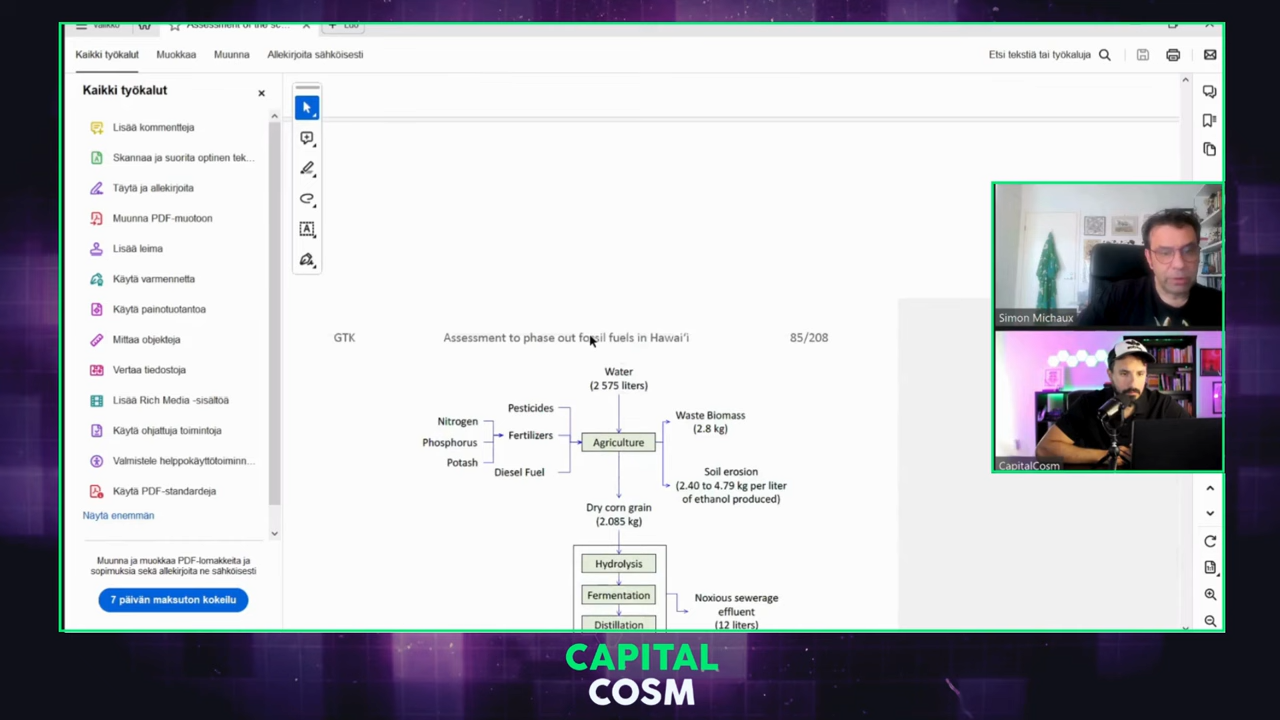 Valikko
Assessment of the sc...
Luo
Kaikki työkalut
Muokkaa
Muunna
Allekirjoita sähköisesti
Etsi tekstiä tai työkaluja
Kaikki työkalut
Lisää kommentteja
Skannaa ja suorita optinen tek...
Täytä ja allekirjoita
Muunna PDF-muotoon
Lisää leima
Käytä varmennetta
Käytä painotuotantoa
Mittaa objekteja
Vertaa tiedostoja
Lisää Rich Media -sisältöä
Käytä ohjattuja toimintoja
Valmistele helppokäyttötoiminn...
Käytä PDF-standardeja
Näytä enemmän
Muunna ja muokkaa PDF-lomakkeita ja
sopimuksia sekä allekirjoita ne sähköisesti
7 päivän maksuton kokeilu
GTK
Assessment to phase out fossil fuels in Hawai'i
85/208
Water
(2 575 liters)
Pesticides
Nitrogen
Fertilizers
Phosphorus
Potash
Diesel Fuel
Agriculture
Waste Biomass
(2.8 kg)
Soil erosion
(2.40 to 4.79 kg per liter
of ethanol produced)
Dry corn grain
(2.085 kg)
Hydrolysis
Fermentation
Distillation
Noxious sewerage
effluent
(12 liters)
Simon Michaux
CapitalCosm
CAPITAL
COSM